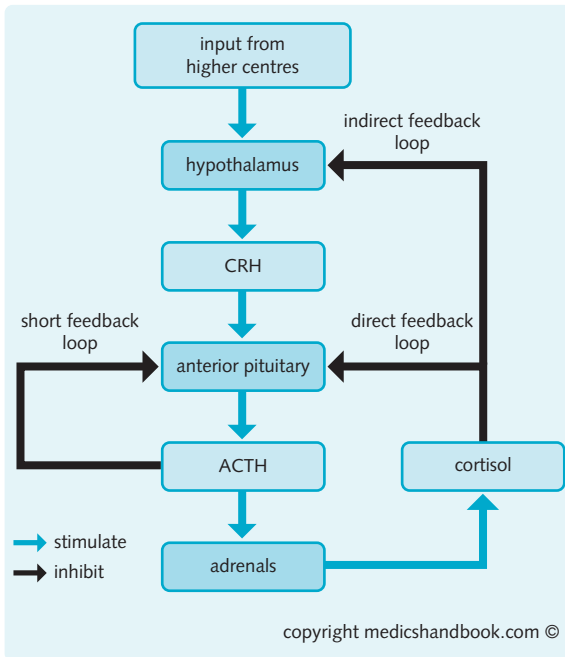 input from
higher centres
indirect feedback
loop
hypothalamus
CRH
short feedback
loop
direct feedback
loop
anterior pituitary
ACTH
cortisol
stimulate
inhibit
adrenals
copyright medicshandbook.com ©